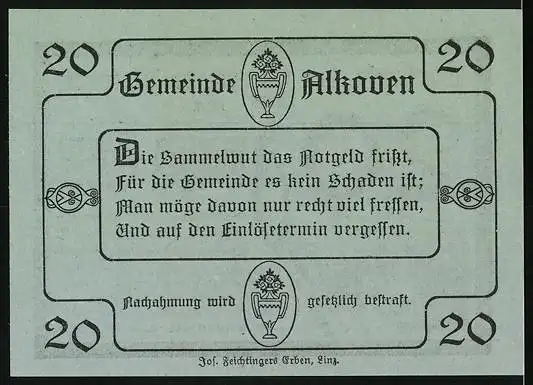 20 20
Gemeinde Alkoven
Die Sammelwut das Notgeld frißt,
Für die Gemeinde es kein Schaden ist;
Man möge davon nur recht viel fressen,
Und auf den Einlösetermin vergessen.
Nachahmung wird gesetzlich bestraft.
20 20
Jos. Feichtingers Erben, Linz.